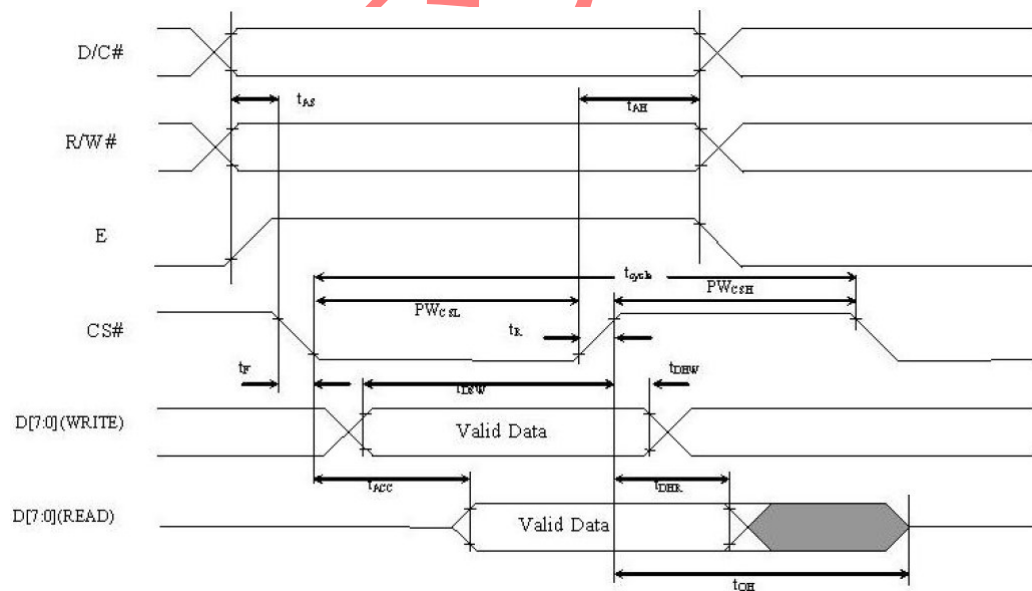 D/C#
tAS
tAH
R/W#
E
tcycle
PWCSH
PWCSL
CS#
tR
tF
tDSW
tDHW
D[7:0](WRITE)
Valid Data
tACC
tDHR
D[7:0](READ)
Valid Data
tOH